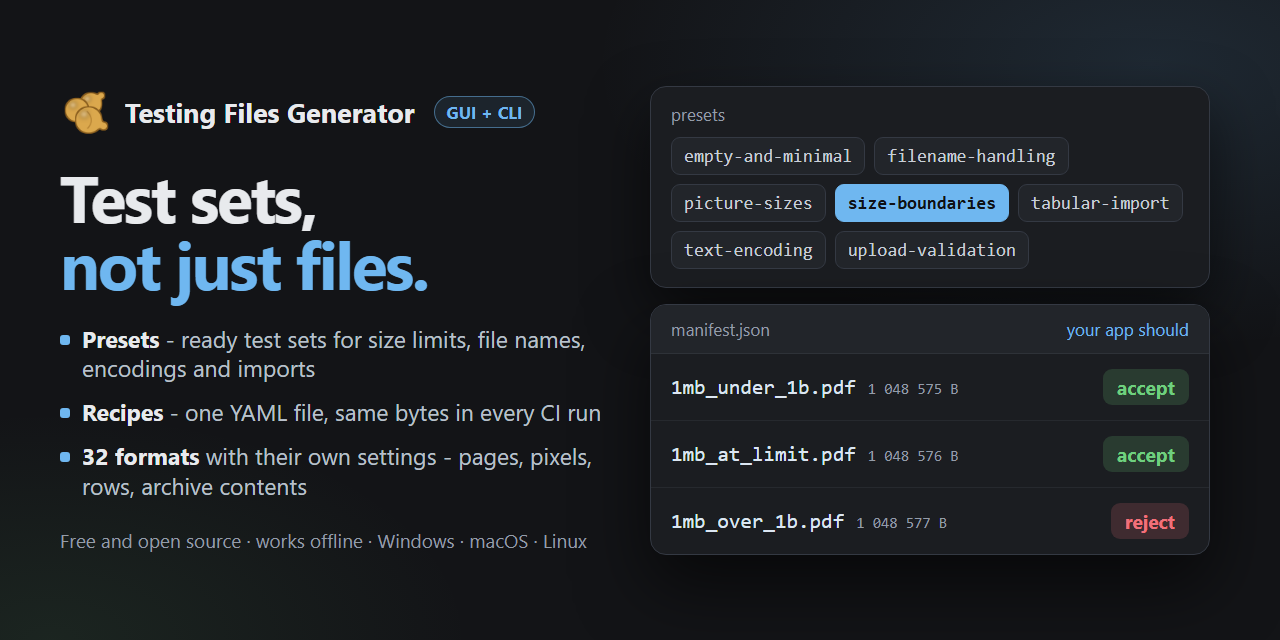 Testing Files Generator
GUI + CLI
Test sets,
not just files.
Presets - ready test sets for size limits, file names,
encodings and imports
Recipes - one YAML file, same bytes in every CI run
32 formats with their own settings - pages, pixels,
rows, archive contents
Free and open source · works offline · Windows · macOS · Linux
presets
empty-and-minimal
filename-handling
picture-sizes
size-boundaries
tabular-import
text-encoding
upload-validation
manifest.json
your app should
1mb_under_1b.pdf 1 048 575 B
accept
1mb_at_limit.pdf 1 048 576 B
accept
1mb_over_1b.pdf 1 048 577 B
reject